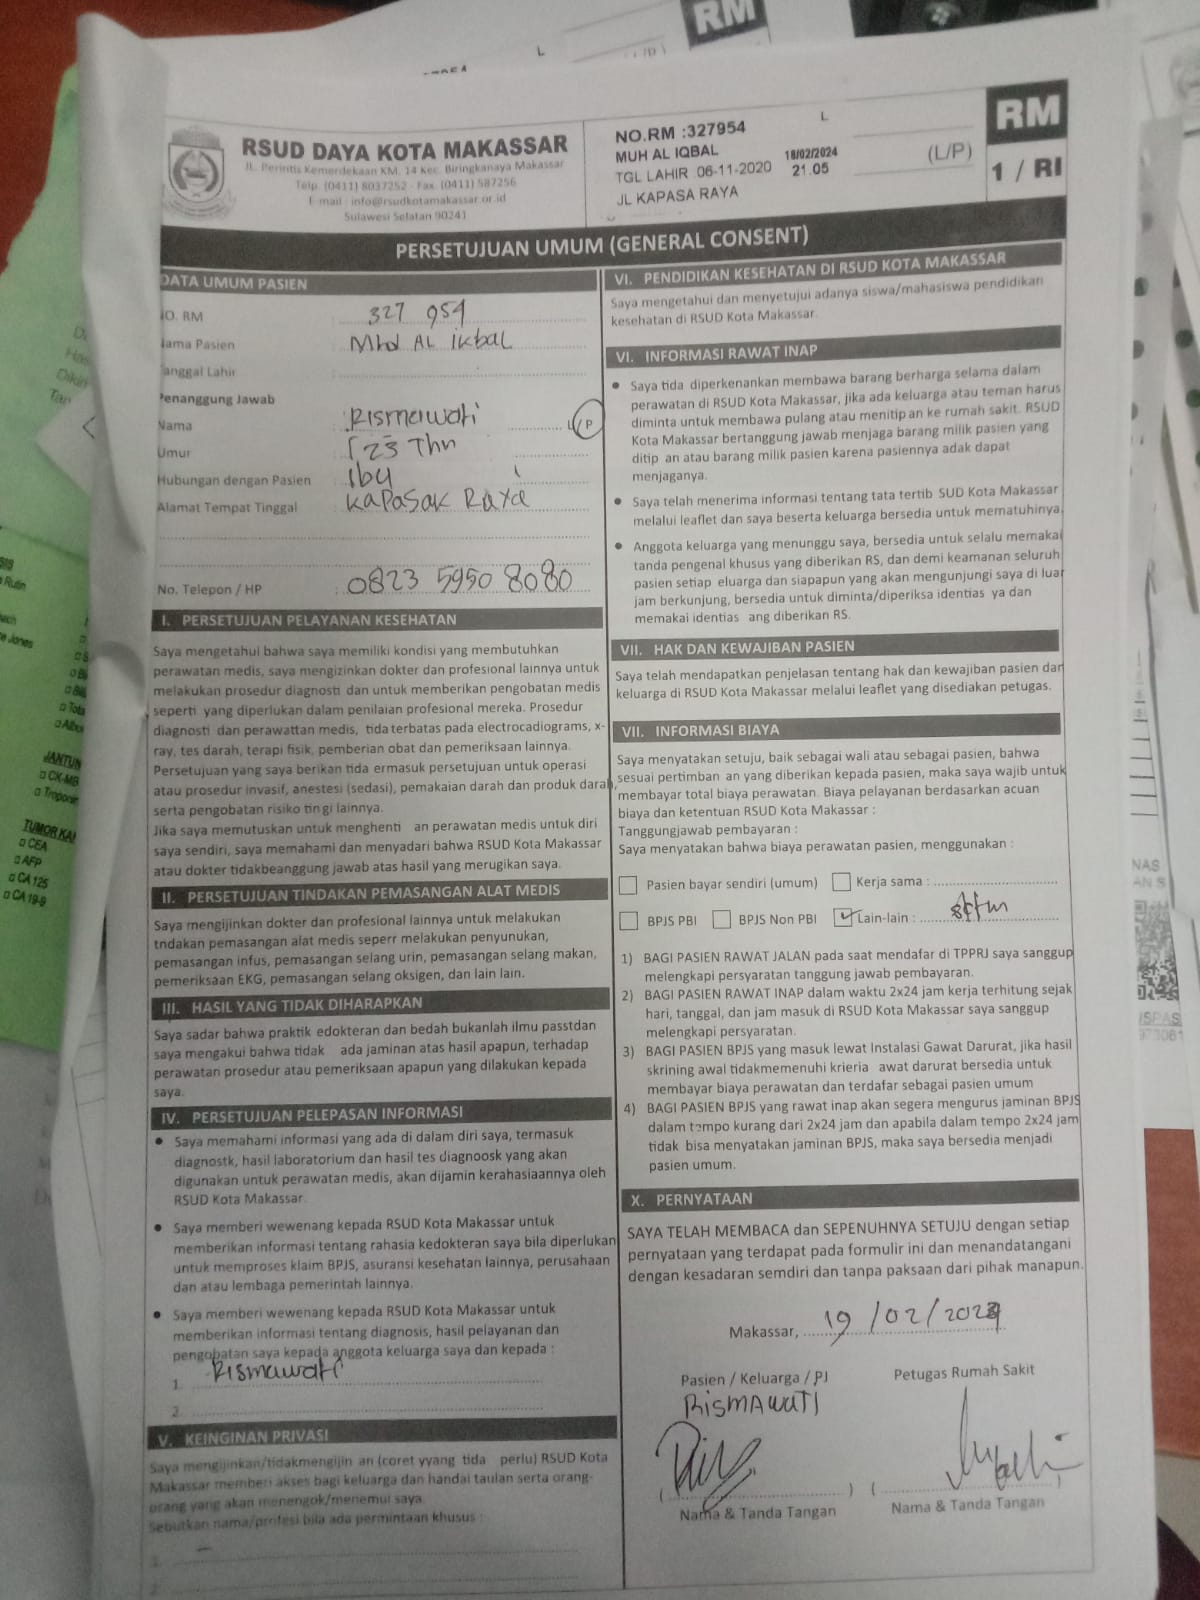 RM
RSUD DAYA KOTA MAKASSAR
JL. Perintis Kemerdekaan KM. 14 Kec. Biringkanaya Makassar
Telp. (0411) 8037252 - Fax. (0411) 587256
E-mail : info@rsudkotamakassar.or.id
Sulawesi Selatan 90241
NO.RM :327954
L
MUH AL IQBAL 18/02/2024
TGL LAHIR 06-11-2020 21.05
JL KAPASA RAYA
(L/P)
RM
1 / RI
PERSETUJUAN UMUM (GENERAL CONSENT)
DATA UMUM PASIEN
NO. RM 327 954
Nama Pasien Mhd AL ikbal
Tanggal Lahir
Penanggung Jawab
Nama : Rismawati L/P
Umur 23 Thn
Hubungan dengan Pasien Ibu
Alamat Tempat Tinggal : Kapasak Raya
No. Telepon / HP : 0823 5950 8080
I. PERSETUJUAN PELAYANAN KESEHATAN
Saya mengetahui bahwa saya memiliki kondisi yang membutuhkan
perawatan medis, saya mengizinkan dokter dan profesional lainnya untuk
melakukan prosedur diagnosti dan untuk memberikan pengobatan medis
seperti yang diperlukan dalam penilaian profesional mereka. Prosedur
diagnosti dan perawattan medis, tida terbatas pada electrocadiograms, x-
ray, tes darah, terapi fisik, pemberian obat dan pemeriksaan lainnya.
Persetujuan yang saya berikan tida ermasuk persetujuan untuk operasi
atau prosedur invasif, anestesi (sedasi), pemakaian darah dan produk darah,
serta pengobatan risiko tingi lainnya.
Jika saya memutuskan untuk menghenti an perawatan medis untuk diri
saya sendiri, saya memahami dan menyadari bahwa RSUD Kota Makassar
atau dokter tidakbeanggung jawab atas hasil yang merugikan saya.
II. PERSETUJUAN TINDAKAN PEMASANGAN ALAT MEDIS
Saya mengijinkan dokter dan profesional lainnya untuk melakukan
tndakan pemasangan alat medis seperr melakukan penyunukan,
pemasangan infus, pemasangan selang urin, pemasangan selang makan,
pemeriksaan EKG, pemasangan selang oksigen, dan lain lain.
III. HASIL YANG TIDAK DIHARAPKAN
Saya sadar bahwa praktik edokteran dan bedah bukanlah ilmu passtdan
saya mengakui bahwa tidak ada jaminan atas hasil apapun, terhadap
perawatan prosedur atau pemeriksaan apapun yang dilakukan kepada
saya.
IV. PERSETUJUAN PELEPASAN INFORMASI
• Saya memahami informasi yang ada di dalam diri saya, termasuk
diagnostk, hasil laboratorium dan hasil tes diagnoosk yang akan
digunakan untuk perawatan medis, akan dijamin kerahasiaannya oleh
RSUD Kota Makassar.
• Saya memberi wewenang kepada RSUD Kota Makassar untuk
memberikan informasi tentang rahasia kedokteran saya bila diperlukan
untuk memproses klaim BPJS, asuransi kesehatan lainnya, perusahaan
dan atau lembaga pemerintah lainnya.
• Saya memberi wewenang kepada RSUD Kota Makassar untuk
memberikan informasi tentang diagnosis, hasil pelayanan dan
pengobatan saya kepada anggota keluarga saya dan kepada :
1. Rismawati
2.
V. KEINGINAN PRIVASI
Saya mengijinkan/tidakmengijin an (coret yyang tida perlu) RSUD Kota
Makassar memberi akses bagi keluarga dan handai taulan serta orang-
orang yang akan menengok/menemui saya
Sebutkan nama/profesi bila ada permintaan khusus :
1. –
2.
VI. PENDIDIKAN KESEHATAN DI RSUD KOTA MAKASSAR
Saya mengetahui dan menyetujui adanya siswa/mahasiswa pendidikan
kesehatan di RSUD Kota Makassar.
VI. INFORMASI RAWAT INAP
• Saya tida diperkenankan membawa barang berharga selama dalam
perawatan di RSUD Kota Makassar, jika ada keluarga atau teman harus
diminta untuk membawa pulang atau menitip an ke rumah sakit. RSUD
Kota Makassar bertanggung jawab menjaga barang milik pasien yang
ditip an atau barang milik pasien karena pasiennya adak dapat
menjaganya.
• Saya telah menerima informasi tentang tata tertib SUD Kota Makassar
melalui leaflet dan saya beserta keluarga bersedia untuk mematuhinya.
• Anggota keluarga yang menunggu saya, bersedia untuk selalu memakai
tanda pengenal khusus yang diberikan RS, dan demi keamanan seluruh
pasien setiap eluarga dan siapapun yang akan mengunjungi saya di luar
jam berkunjung, bersedia untuk diminta/diperiksa identias ya dan
memakai identias ang diberikan RS.
VII. HAK DAN KEWAJIBAN PASIEN
Saya telah mendapatkan penjelasan tentang hak dan kewajiban pasien dan
keluarga di RSUD Kota Makassar melalui leaflet yang disediakan petugas.
VII. INFORMASI BIAYA
Saya menyatakan setuju, baik sebagai wali atau sebagai pasien, bahwa
sesuai pertimban an yang diberikan kepada pasien, maka saya wajib untuk
membayar total biaya perawatan. Biaya pelayanan berdasarkan acuan
biaya dan ketentuan RSUD Kota Makassar :
Tanggungjawab pembayaran :
Saya menyatakan bahwa biaya perawatan pasien, menggunakan :
Pasien bayar sendiri (umum) Kerja sama :
BPJS PBI BPJS Non PBI Lain-lain :
1) BAGI PASIEN RAWAT JALAN pada saat mendafar di TPPRJ saya sanggup
melengkapi persyaratan tanggung jawab pembayaran.
2) BAGI PASIEN RAWAT INAP dalam waktu 2x24 jam kerja terhitung sejak
hari, tanggal, dan jam masuk di RSUD Kota Makassar saya sanggup
melengkapi persyaratan.
3) BAGI PASIEN BPJS yang masuk lewat Instalasi Gawat Darurat, jika hasil
skrining awal tidakmemenuhi krieria awat darurat bersedia untuk
membayar biaya perawatan dan terdafar sebagai pasien umum
4) BAGI PASIEN BPJS yang rawat inap akan segera mengurus jaminan BPJS
dalam tempo kurang dari 2x24 jam dan apabila dalam tempo 2x24 jam
tidak bisa menyatakan jaminan BPJS, maka saya bersedia menjadi
pasien umum.
X. PERNYATAAN
SAYA TELAH MEMBACA dan SEPENUHNYA SETUJU dengan setiap
pernyataan yang terdapat pada formulir ini dan menandatangani
dengan kesadaran semdiri dan tanpa paksaan dari pihak manapun.
Makassar, 19/02/2024
Pasien / Keluarga / PJ Petugas Rumah Sakit
RISMAWATI
Nama & Tanda Tangan Nama & Tanda Tangan
JANTUN
CK-MB
Troponin
TUMOR
CEA
AFP
CA 125
CA 19-9